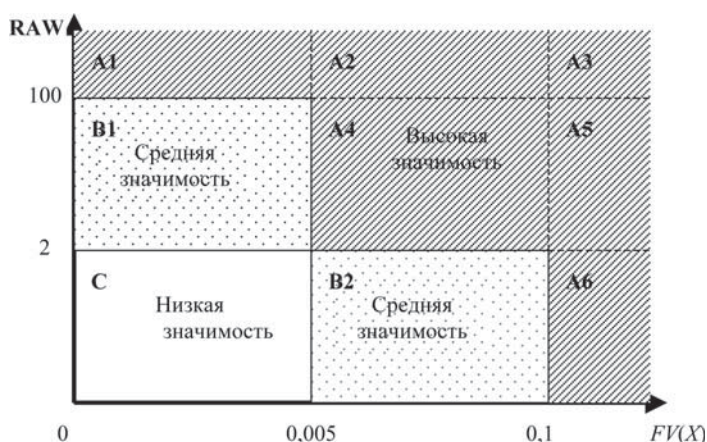 RAW
A1 A2 A3
100
B1 A4 A5
Средняя
значимость
Высокая
значимость
2
C B2 A6
Низкая
значимость
Средняя
значимость
0 0,005 0,1 FV(X)